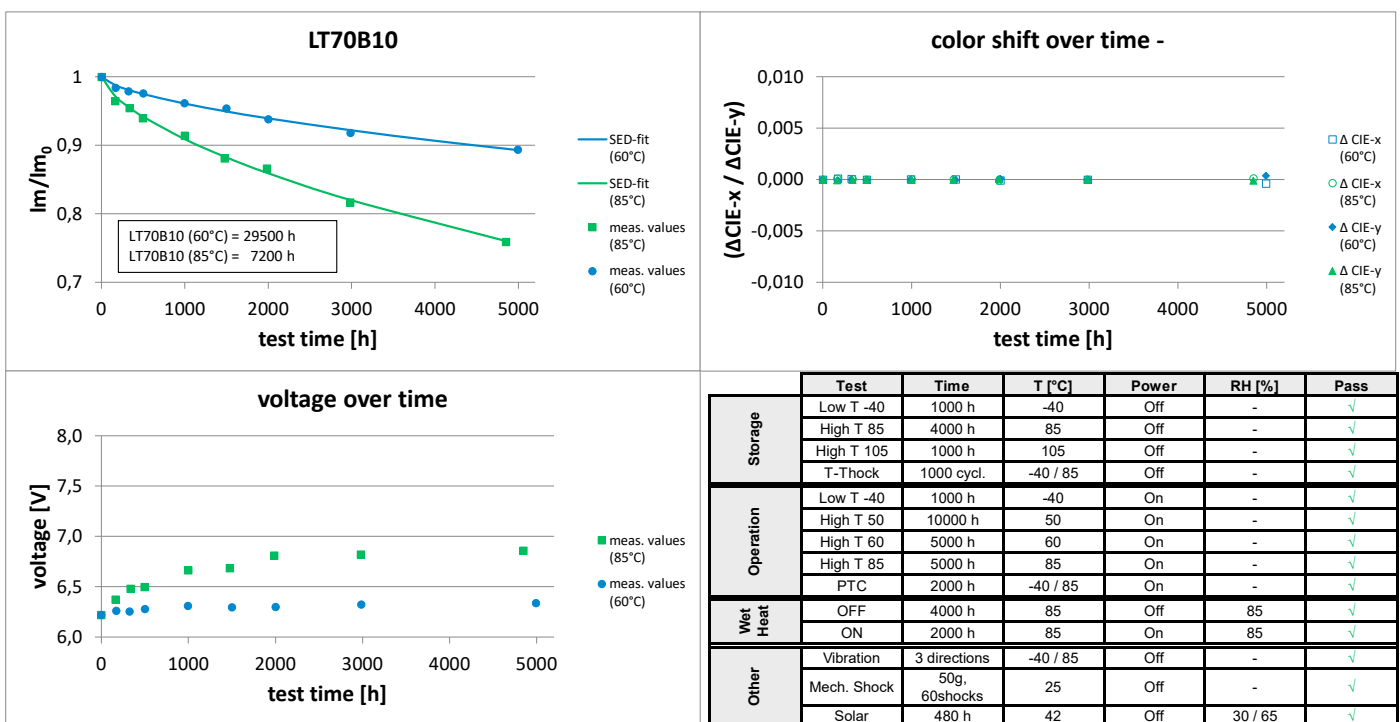 LT70B10
1
0,9
0,8
0,7
lm/lm₀
0 1000 2000 3000 4000 5000
test time [h]
LT70B10 (60°C) = 29500 h
LT70B10 (85°C) = 7200 h
SED-fit
(60°C)
SED-fit
(85°C)
meas. values
(85°C)
meas. values
(60°C)
color shift over time -
0,010
0,005
0,000
-0,005
-0,010
(ΔCIE-x / ΔCIE-y)
0 1000 2000 3000 4000 5000
test time [h]
Δ CIE-x
(60°C)
Δ CIE-x
(85°C)
Δ CIE-y
(60°C)
Δ CIE-y
(85°C)
voltage over time
8,0
7,5
7,0
6,5
6,0
voltage [V]
0 1000 2000 3000 4000 5000
test time [h]
meas. values
(85°C)
meas. values
(60°C)
Test Time T [°C] Power RH [%] Pass
Storage
Low T -40 1000 h -40 Off - √
High T 85 4000 h 85 Off - √
High T 105 1000 h 105 Off - √
T-Thock 1000 cycl. -40 / 85 Off - √
Operation
Low T -40 1000 h -40 On - √
High T 50 10000 h 50 On - √
High T 60 5000 h 60 On - √
High T 85 5000 h 85 On - √
PTC 2000 h -40 / 85 On - √
Wet
Heat
OFF 4000 h 85 Off 85 √
ON 2000 h 85 On 85 √
Other
Vibration 3 directions -40 / 85 Off - √
Mech. Shock 50g,
60shocks 25 Off - √
Solar 480 h 42 Off 30 / 65 √